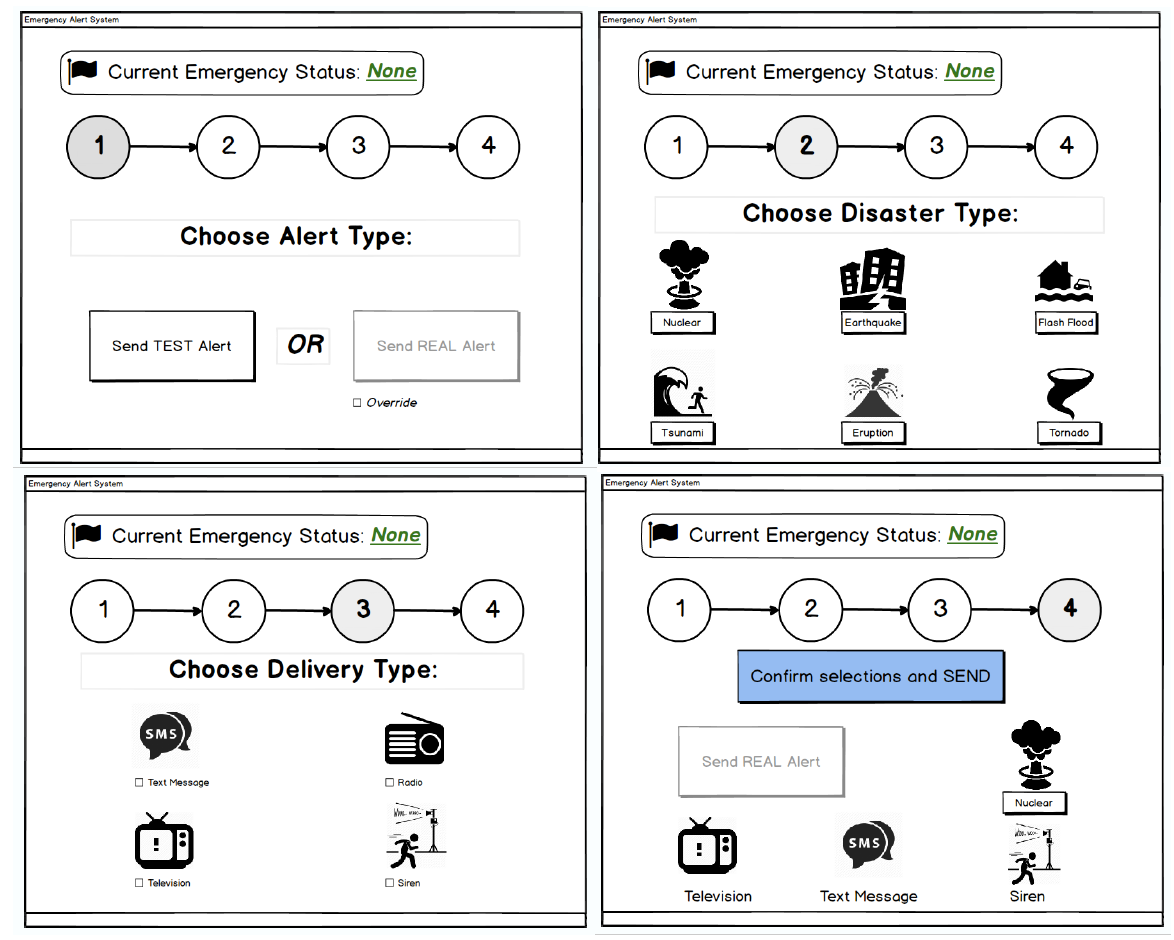 Emergency Alert System
Current Emergency Status: None
1 2 3 4
Choose Alert Type:
Send TEST Alert OR Send REAL Alert
Override
Emergency Alert System
Current Emergency Status: None
1 2 3 4
Choose Disaster Type:
Nuclear Earthquake Flash Flood
Tsunami Eruption Tornado
Emergency Alert System
Current Emergency Status: None
1 2 3 4
Choose Delivery Type:
SMS
Text Message Radio
!
Television Siren
Emergency Alert System
Current Emergency Status: None
1 2 3 4
Confirm selections and SEND
Send REAL Alert
Nuclear
! SMS
Television Text Message Siren